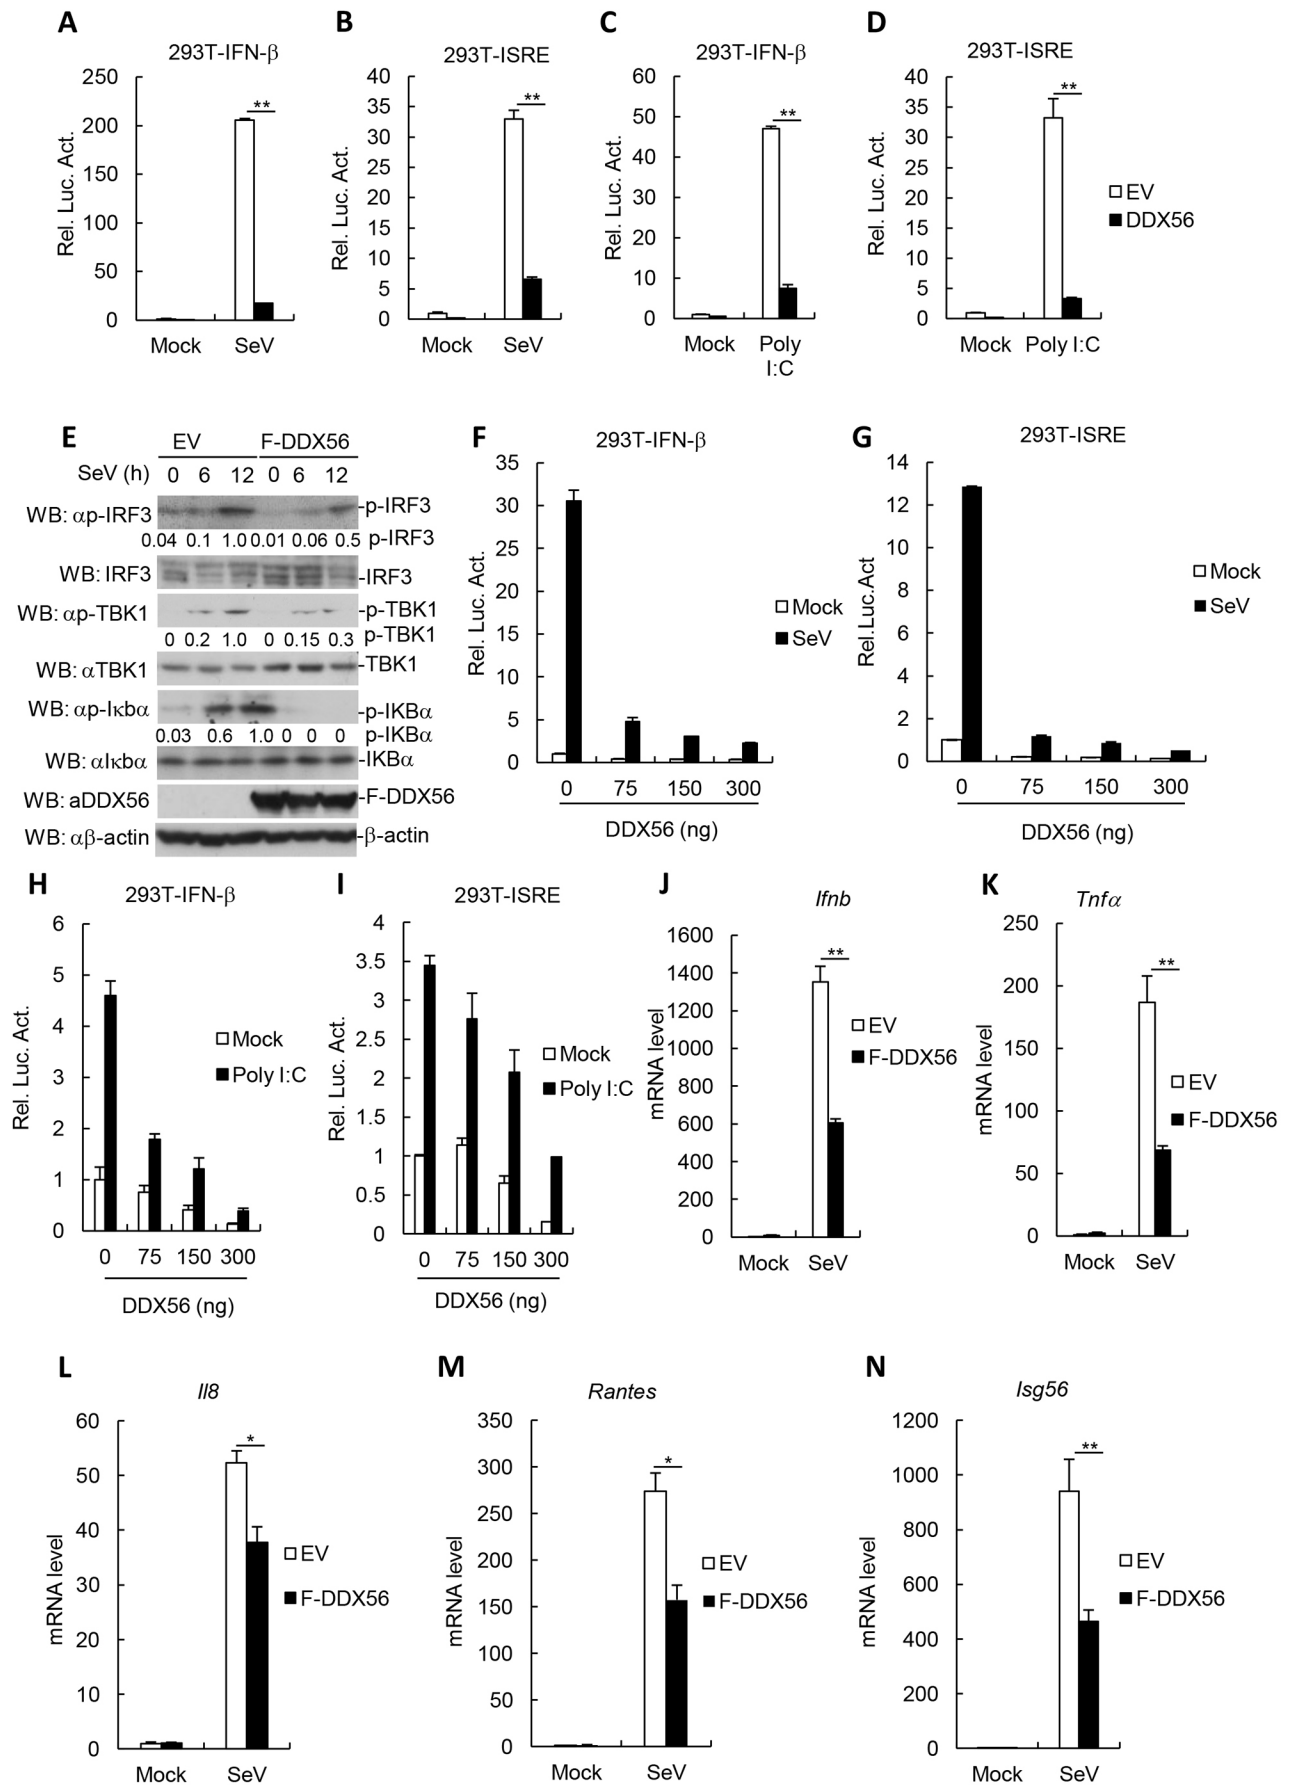 A
293T-IFN-β
Rel. Luc. Act.
250
200
150
100
50
0
**
Mock
SeV
B
293T-ISRE
Rel. Luc. Act.
40
35
30
25
20
15
10
5
0
**
Mock
SeV
C
293T-IFN-β
Rel. Luc. Act.
60
50
40
30
20
10
0
**
Mock
Poly
I:C
D
293T-ISRE
Rel. Luc. Act.
40
35
30
25
20
15
10
5
0
**
Mock
Poly I:C
EV
DDX56
E
EV
F-DDX56
SeV (h)
0 6 12 0 6 12
WB: αp-IRF3
-p-IRF3
0.04 0.1 1.0 0.01 0.06 0.5 p-IRF3
WB: IRF3
-IRF3
WB: αp-TBK1
-p-TBK1
0 0.2 1.0 0 0.15 0.3 p-TBK1
WB: αTBK1
-TBK1
WB: αp-Iκbα
-p-IKBα
0.03 0.6 1.0 0 0 0 p-IKBα
WB: αIκbα
-IKBα
WB: aDDX56
-F-DDX56
WB: αβ-actin
-β-actin
F
293T-IFN-β
Rel. Luc. Act.
35
30
25
20
15
10
5
0
Mock
SeV
0 75 150 300
DDX56 (ng)
G
293T-ISRE
Rel.Luc.Act
14
12
10
8
6
4
2
0
Mock
SeV
0 75 150 300
DDX56 (ng)
H
293T-IFN-β
Rel. Luc. Act.
6
5
4
3
2
1
0
Mock
Poly I:C
0 75 150 300
DDX56 (ng)
I
293T-ISRE
Rel. Luc. Act.
4
3.5
3
2.5
2
1.5
1
0.5
0
Mock
Poly I:C
0 75 150 300
DDX56 (ng)
J
Ifnb
mRNA level
1600
1400
1200
1000
800
600
400
200
0
**
EV
F-DDX56
Mock
SeV
K
Tnfα
mRNA level
250
200
150
100
50
0
**
EV
F-DDX56
Mock
SeV
L
Il8
mRNA level
60
50
40
30
20
10
0
*
EV
F-DDX56
Mock
SeV
M
Rantes
mRNA level
350
300
250
200
150
100
50
0
*
EV
F-DDX56
Mock
SeV
N
Isg56
mRNA level
1200
1000
800
600
400
200
0
**
EV
F-DDX56
Mock
SeV